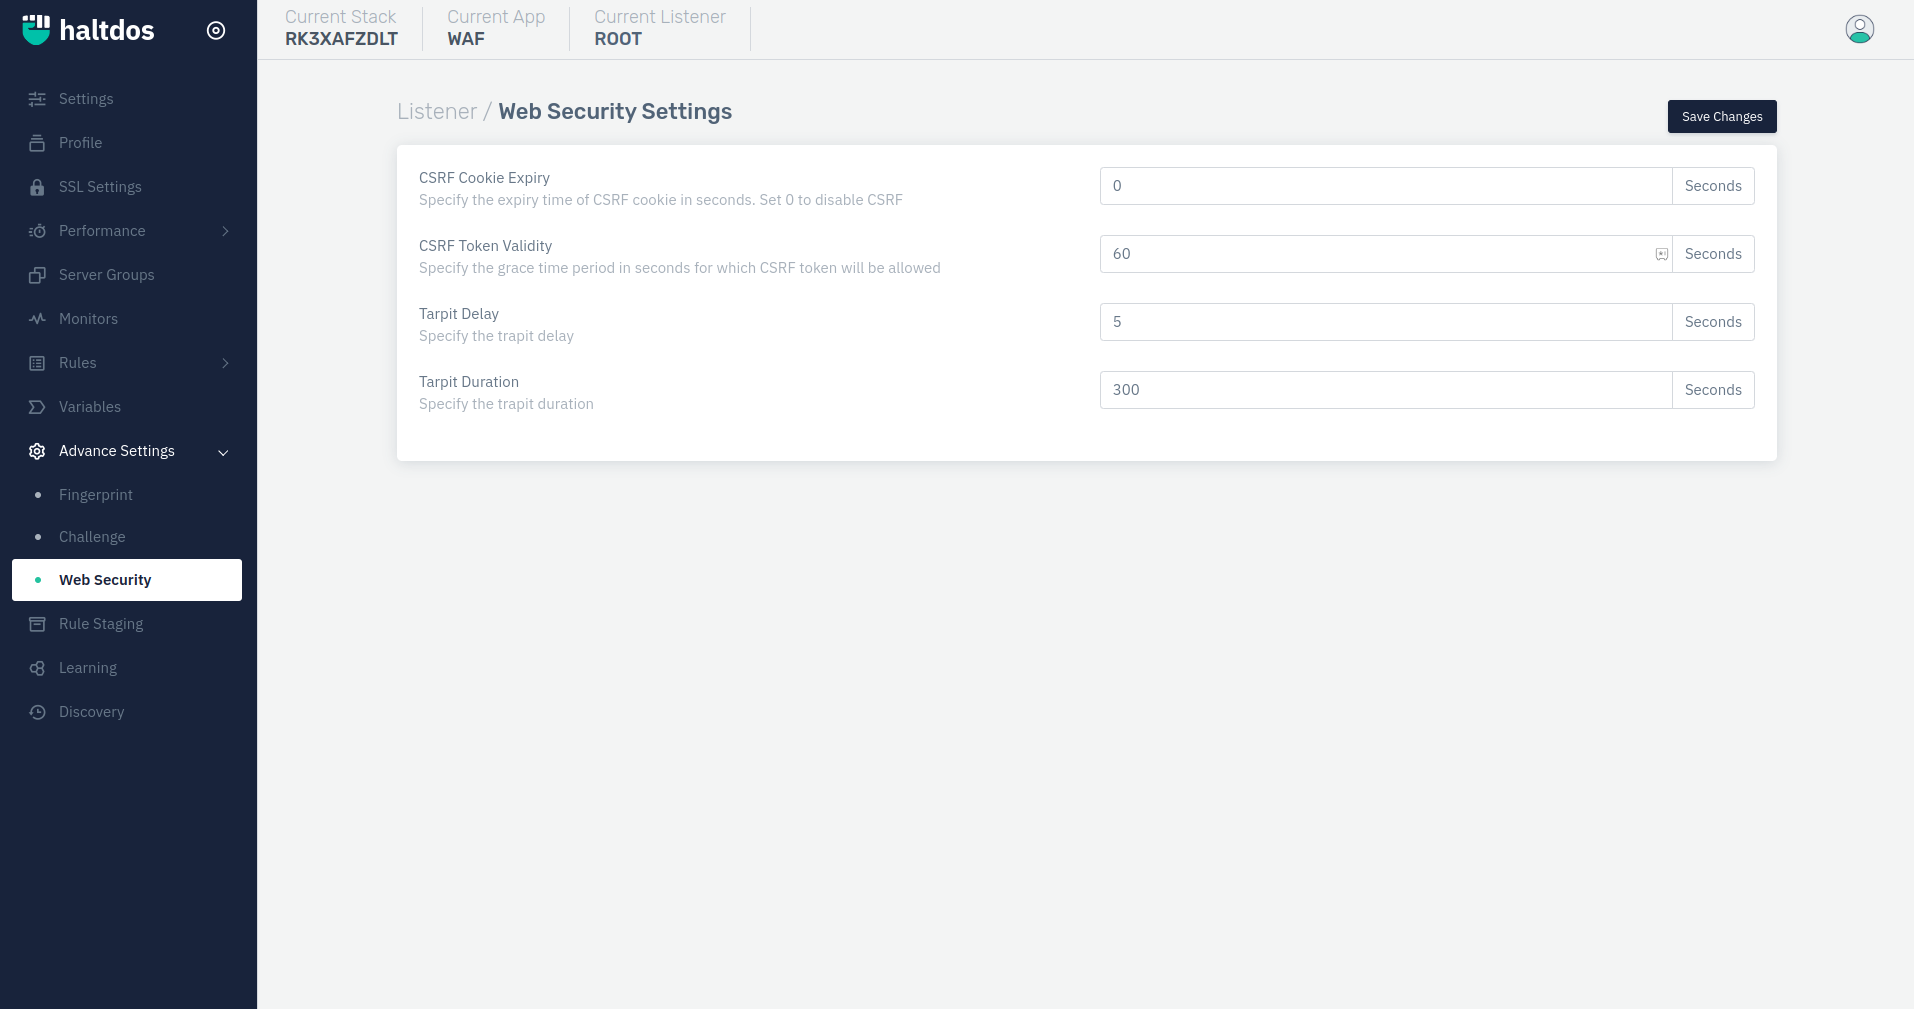 haltdos
Current Stack
RK3XAFZDLT
Current App
WAF
Current Listener
ROOT
Settings
Profile
SSL Settings
Performance
Server Groups
Monitors
Rules
Variables
Advance Settings
Fingerprint
Challenge
Web Security
Rule Staging
Learning
Discovery
Listener / Web Security Settings
Save Changes
CSRF Cookie Expiry
Specify the expiry time of CSRF cookie in seconds. Set 0 to disable CSRF
0 Seconds
CSRF Token Validity
Specify the grace time period in seconds for which CSRF token will be allowed
60 Seconds
Tarpit Delay
Specify the trapit delay
5 Seconds
Tarpit Duration
Specify the trapit duration
300 Seconds